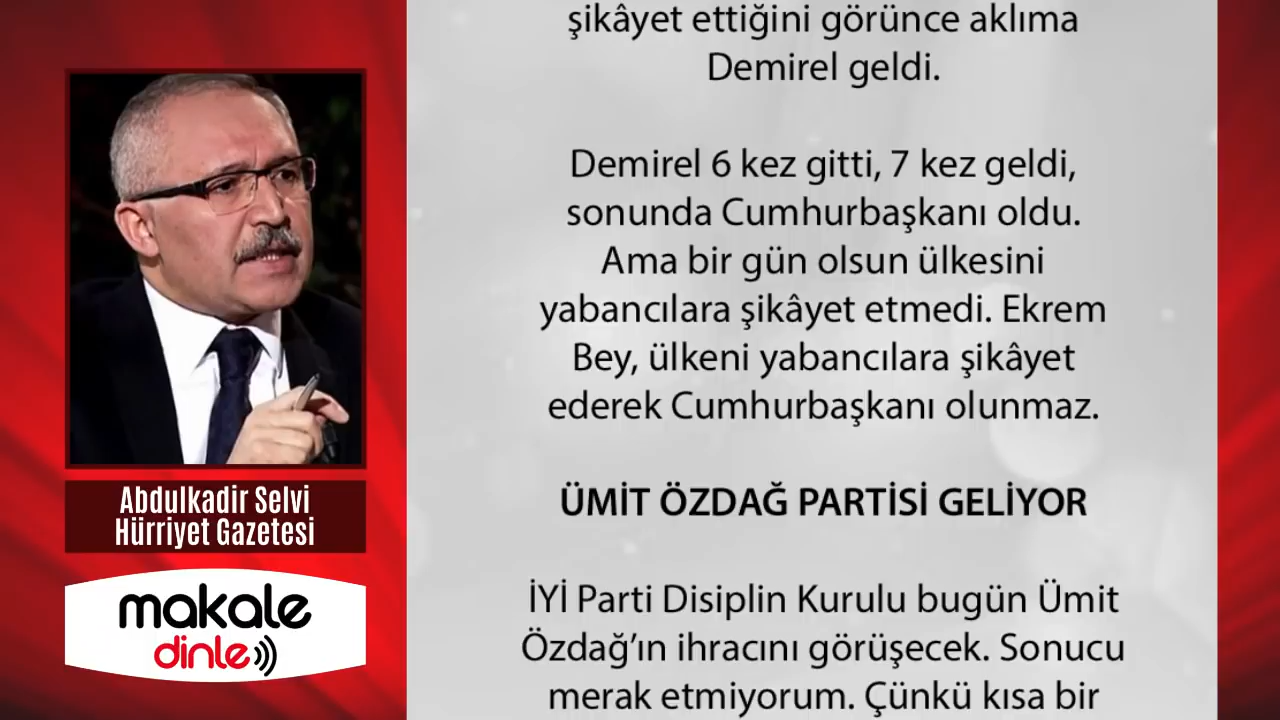 şikâyet ettiğini görünce aklıma
Demirel geldi.
Demirel 6 kez gitti, 7 kez geldi,
sonunda Cumhurbaşkanı oldu.
Ama bir gün olsun ülkesini
yabancılara şikâyet etmedi. Ekrem
Bey, ülkeni yabancılara şikâyet
ederek Cumhurbaşkanı olunmaz.
ÜMİT ÖZDAĞ PARTİSİ GELİYOR
İYİ Parti Disiplin Kurulu bugün Ümit
Özdağ’ın ihracını görüşecek. Sonucu
merak etmiyorum. Çünkü kısa bir
Abdulkadir Selvi
Hürriyet Gazetesi
makale
dinle